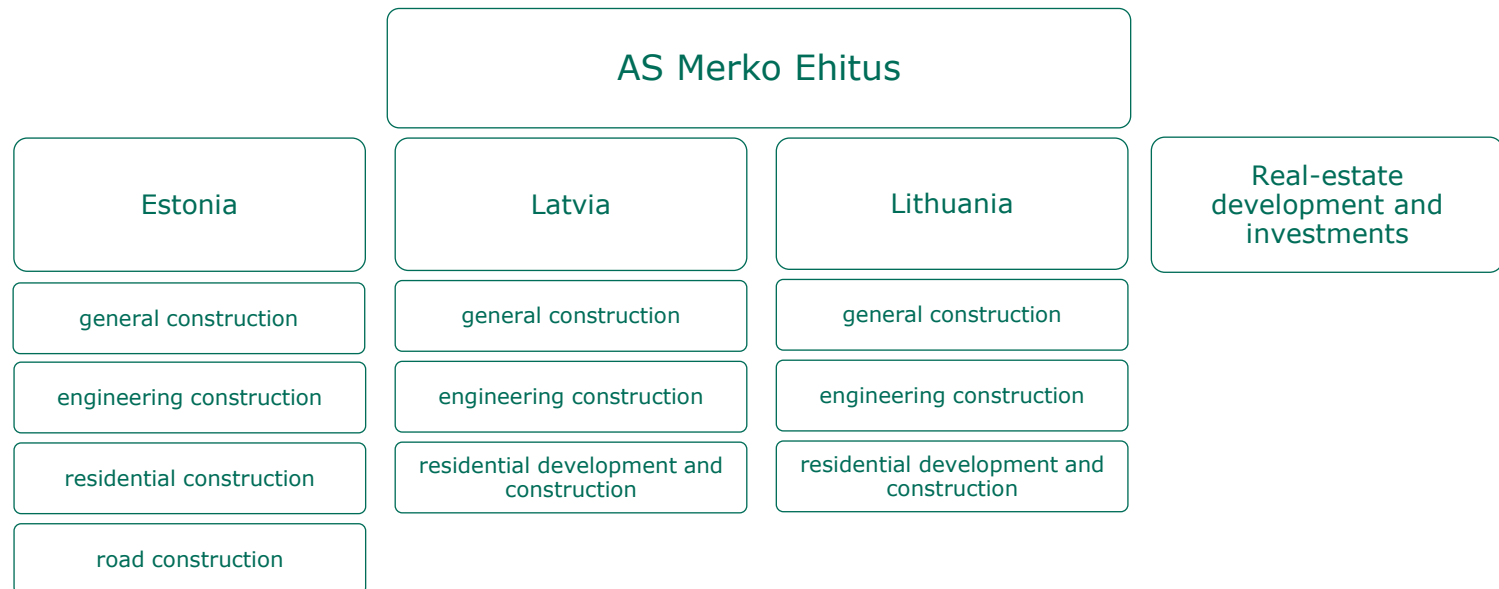 AS Merko Ehitus
Estonia
general construction
engineering construction
residential construction
road construction
Latvia
general construction
engineering construction
residential development and
construction
Lithuania
general construction
engineering construction
residential development and
construction
Real-estate
development and
investments